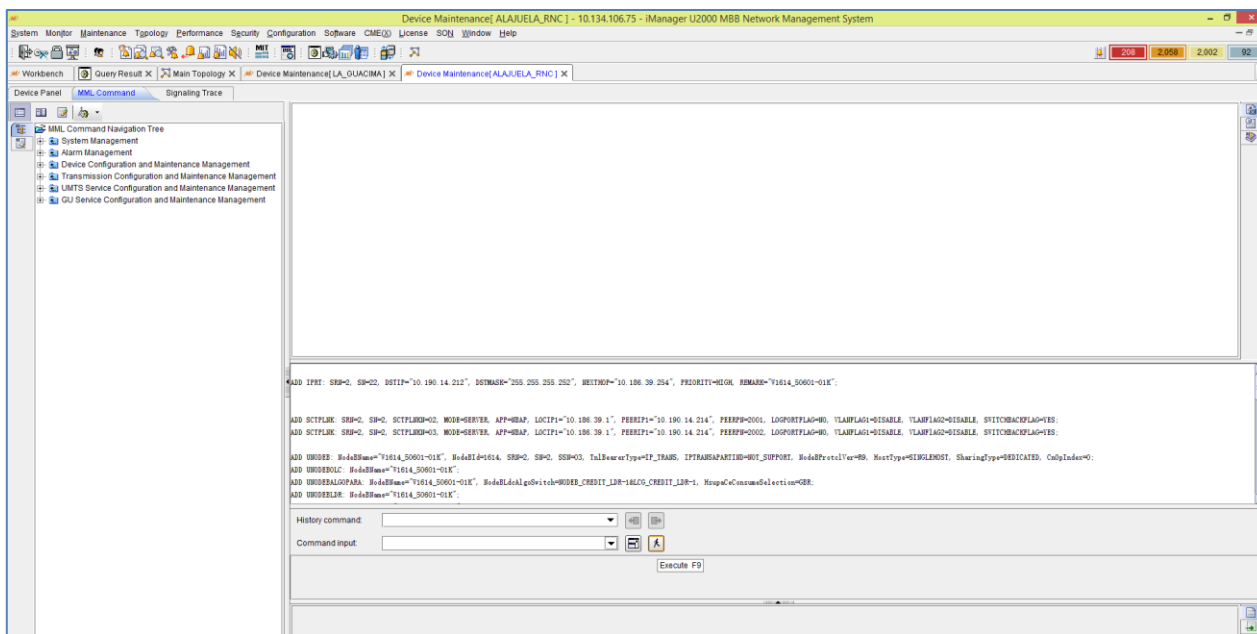 Device Maintenance[ ALAJUELA_RNC ] - 10.134.106.75 - iManager U2000 MBB Network Management System
System Monitor Maintenance Topology Performance Security Configuration Software CME(X) License SON Window Help
MIT
208 2,058 2,002 92
Workbench Query Result X Main Topology X Device Maintenance[ LA_GUACIMA ] X Device Maintenance[ ALAJUELA_RNC ] X
Device Panel MML Command Signaling Trace
MML Command Navigation Tree
System Management
Alarm Management
Device Configuration and Maintenance Management
Transmission Configuration and Maintenance Management
UMTS Service Configuration and Maintenance Management
GU Service Configuration and Maintenance Management
ADD IPRT: SRN=2, SN=22, DSTIP="10.190.14.212", DSTMASK="255.255.255.252", NEXTHOP="10.186.39.254", PRIORITY=HIGH, REMARK="V1614_50601-01K";
ADD SCTPLNK: SRN=2, SN=2, SCTPLNKN=02, MODE=SERVER, APP=NBAP, LOCIP1="10.186.39.1", PEERIP1="10.190.14.214", PEERPN=2001, LOGPORTFLAG=NO, VLANFLAG1=DISABLE, VLANFLAG2=DISABLE, SWITCHBACKFLAG=YES;
ADD SCTPLNK: SRN=2, SN=2, SCTPLNKN=03, MODE=SERVER, APP=NBAP, LOCIP1="10.186.39.1", PEERIP1="10.190.14.214", PEERPN=2002, LOGPORTFLAG=NO, VLANFLAG1=DISABLE, VLANFLAG2=DISABLE, SWITCHBACKFLAG=YES;
ADD UNODEB: NodeBName="V1614_50601-01K", NodeBId=1614, SRN=2, SN=2, SSN=03, TnlBearerType=IP_TRANS, IPTRANSAPARTIND=NOT_SUPPORT, NodeBProtclVer=R9, HostType=SINGLEHOST, SharingType=DEDICATED, CnOpIndex=0;
ADD UNODEBOLC: NodeBName="V1614_50601-01K";
ADD UNODEBALGOPARA: NodeBName="V1614_50601-01K", NodeBLdcAlgoSwitch=NODEB_CREDIT_LDR-1&LCG_CREDIT_LDR-1, HsupaCeConsumeSelection=GBR;
ADD UNODEBLDR: NodeBName="V1614_50601-01K";
History command:
Command input:
Execute F9